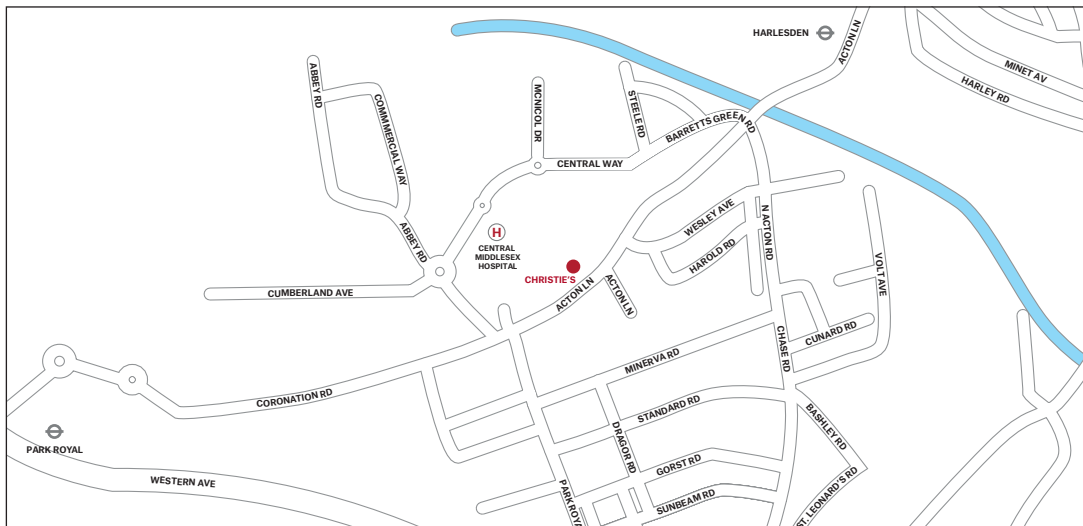 HARLESDEN
ACTON LN
MINET AV
HARLEY RD
ABBEY RD
COMMMERCIAL WAY
MCNICOL DR
STEELE RD
BARRETTS GREEN RD
CENTRAL WAY
WESLEY AVE
N ACTON RD
HAROLD RD
VOLT AVE
ABBEY RD
H
CENTRAL
MIDDLESEX
HOSPITAL
CHRISTIE'S
CUMBERLAND AVE
ACTON LN
ACTON LN
CUNARD RD
CHASE RD
MINERVA RD
CORONATION RD
STANDARD RD
BASHLEY RD
DRAGOR RD
PARK ROYAL
WESTERN AVE
GORST RD
PARK ROYAL
SUNBEAM RD
ST. LEONARD'S RD